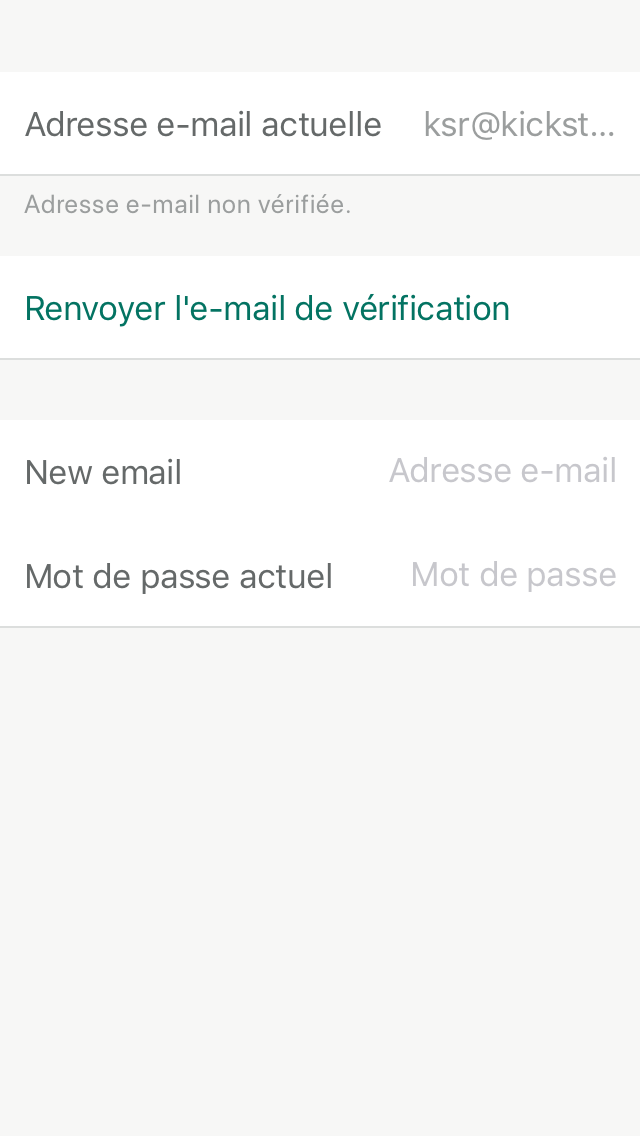 Adresse e-mail actuelle ksr@kickst...
Adresse e-mail non vérifiée.
Renvoyer l'e-mail de vérification
New email Adresse e-mail
Mot de passe actuel Mot de passe